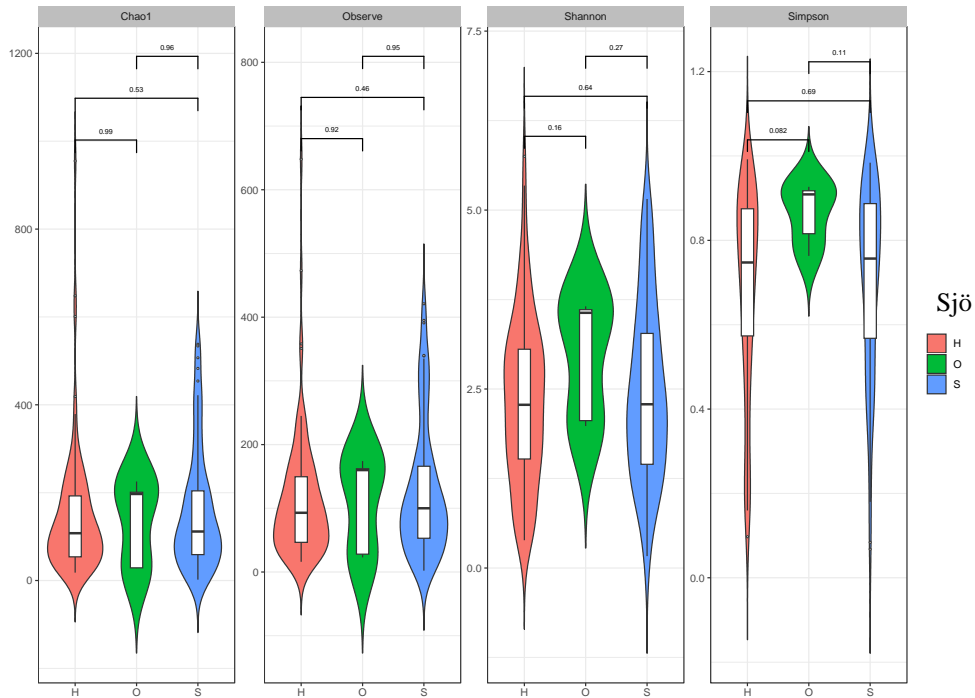 Chao1
Observe
Shannon
Simpson
1200
800
400
0
0.96
0.53
0.99
H
O
S
800
600
400
200
0
0.95
0.46
0.92
H
O
S
7.5
5.0
2.5
0.0
0.27
0.64
0.16
H
O
S
1.2
0.8
0.4
0.0
0.11
0.69
0.082
H
O
S
Sjö
H
O
S